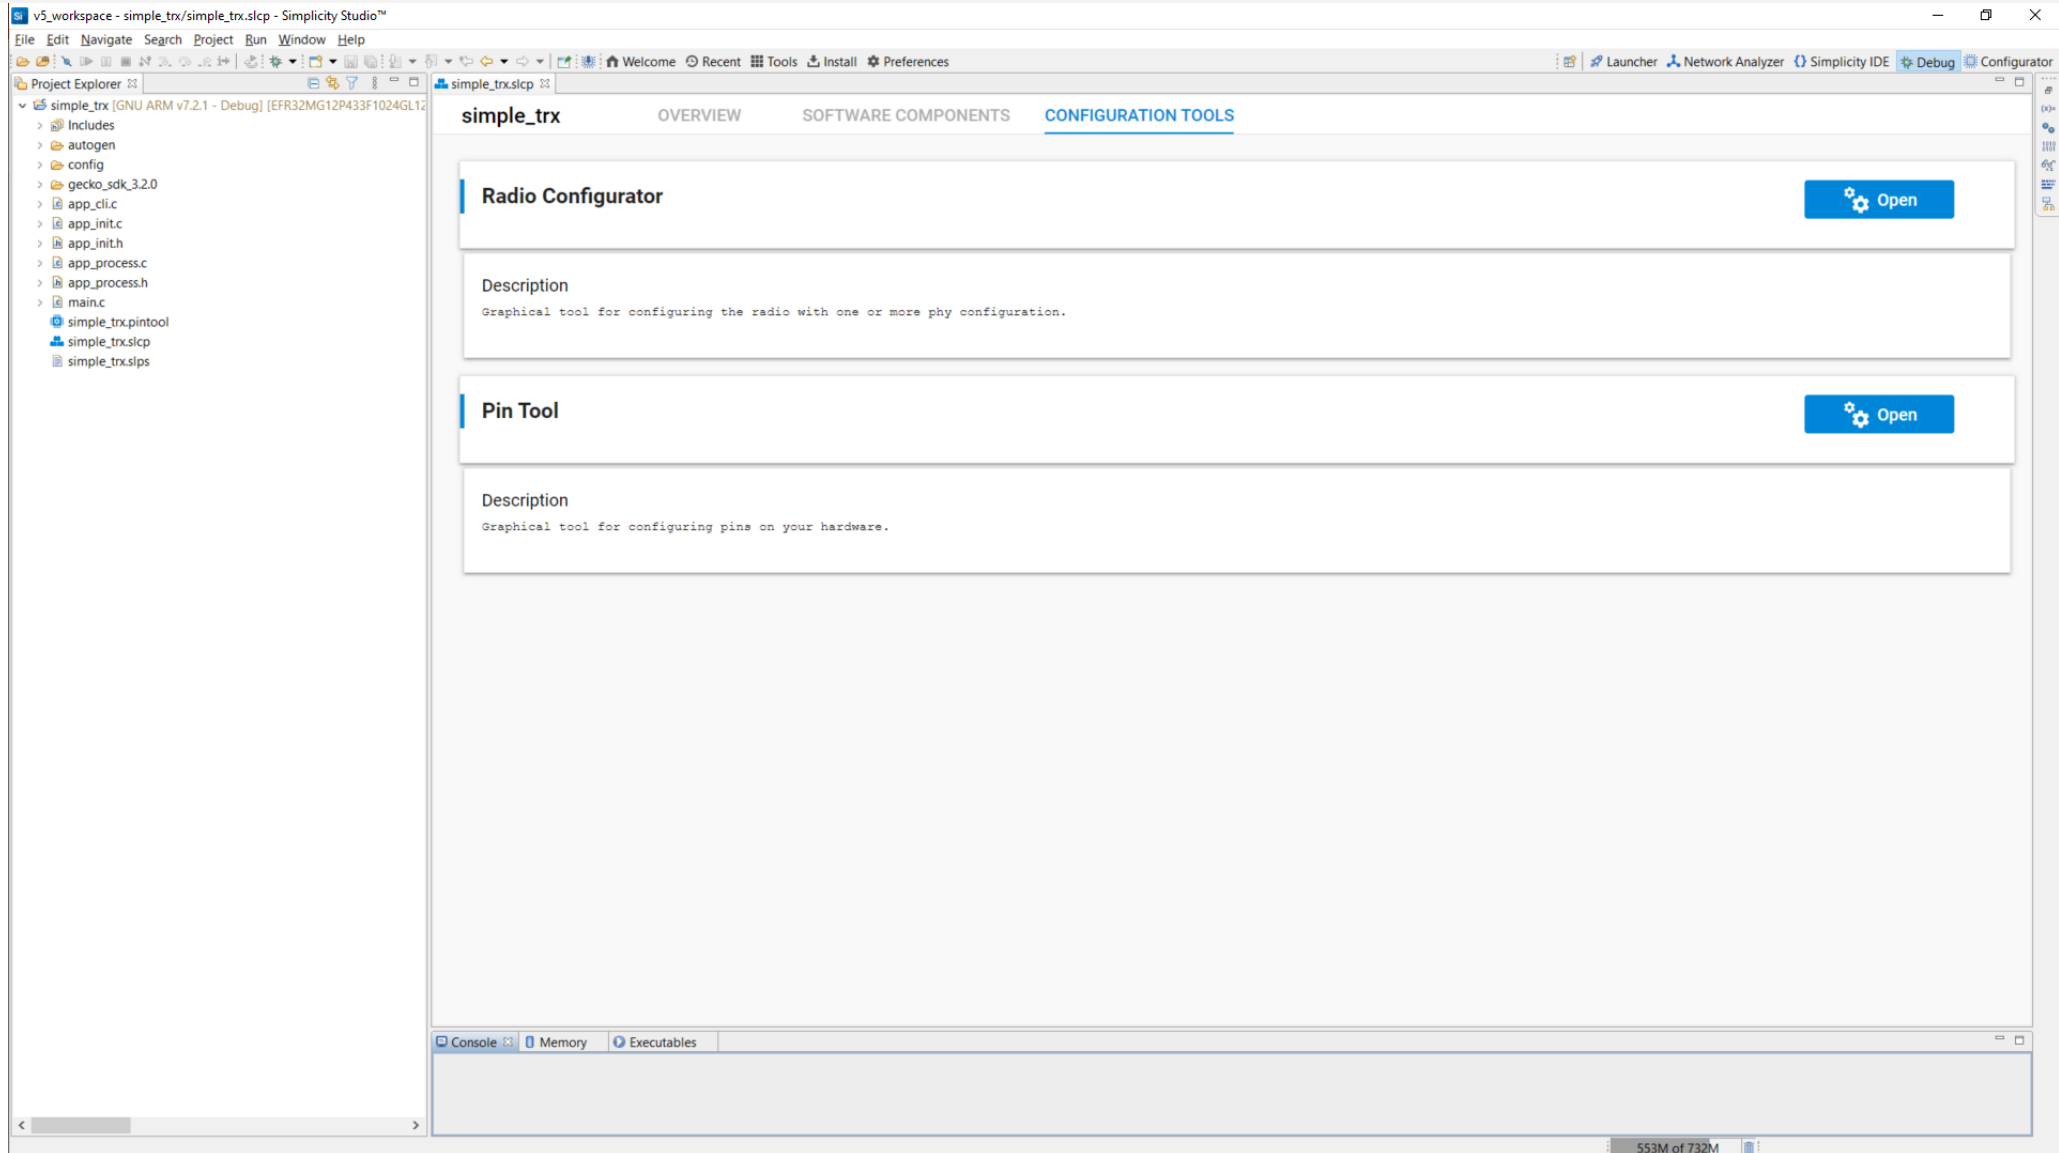 v5_workspace - simple_trx/simple_trx.slcp - Simplicity Studio™
File Edit Navigate Search Project Run Window Help
Welcome Recent Tools Install Preferences
Launcher Network Analyzer Simplicity IDE Debug Configurator
Project Explorer
simple_trx [GNU ARM v7.2.1 - Debug] [EFR32MG12P433F1024GL12
Includes
autogen
config
gecko_sdk_3.2.0
app_cli.c
app_init.c
app_init.h
app_process.c
app_process.h
main.c
simple_trx.pintool
simple_trx.slcp
simple_trx.slps
simple_trx.slcp
simple_trx OVERVIEW SOFTWARE COMPONENTS CONFIGURATION TOOLS
Radio Configurator
Open
Description
Graphical tool for configuring the radio with one or more phy configuration.
Pin Tool
Open
Description
Graphical tool for configuring pins on your hardware.
Console Memory Executables
553M of 732M